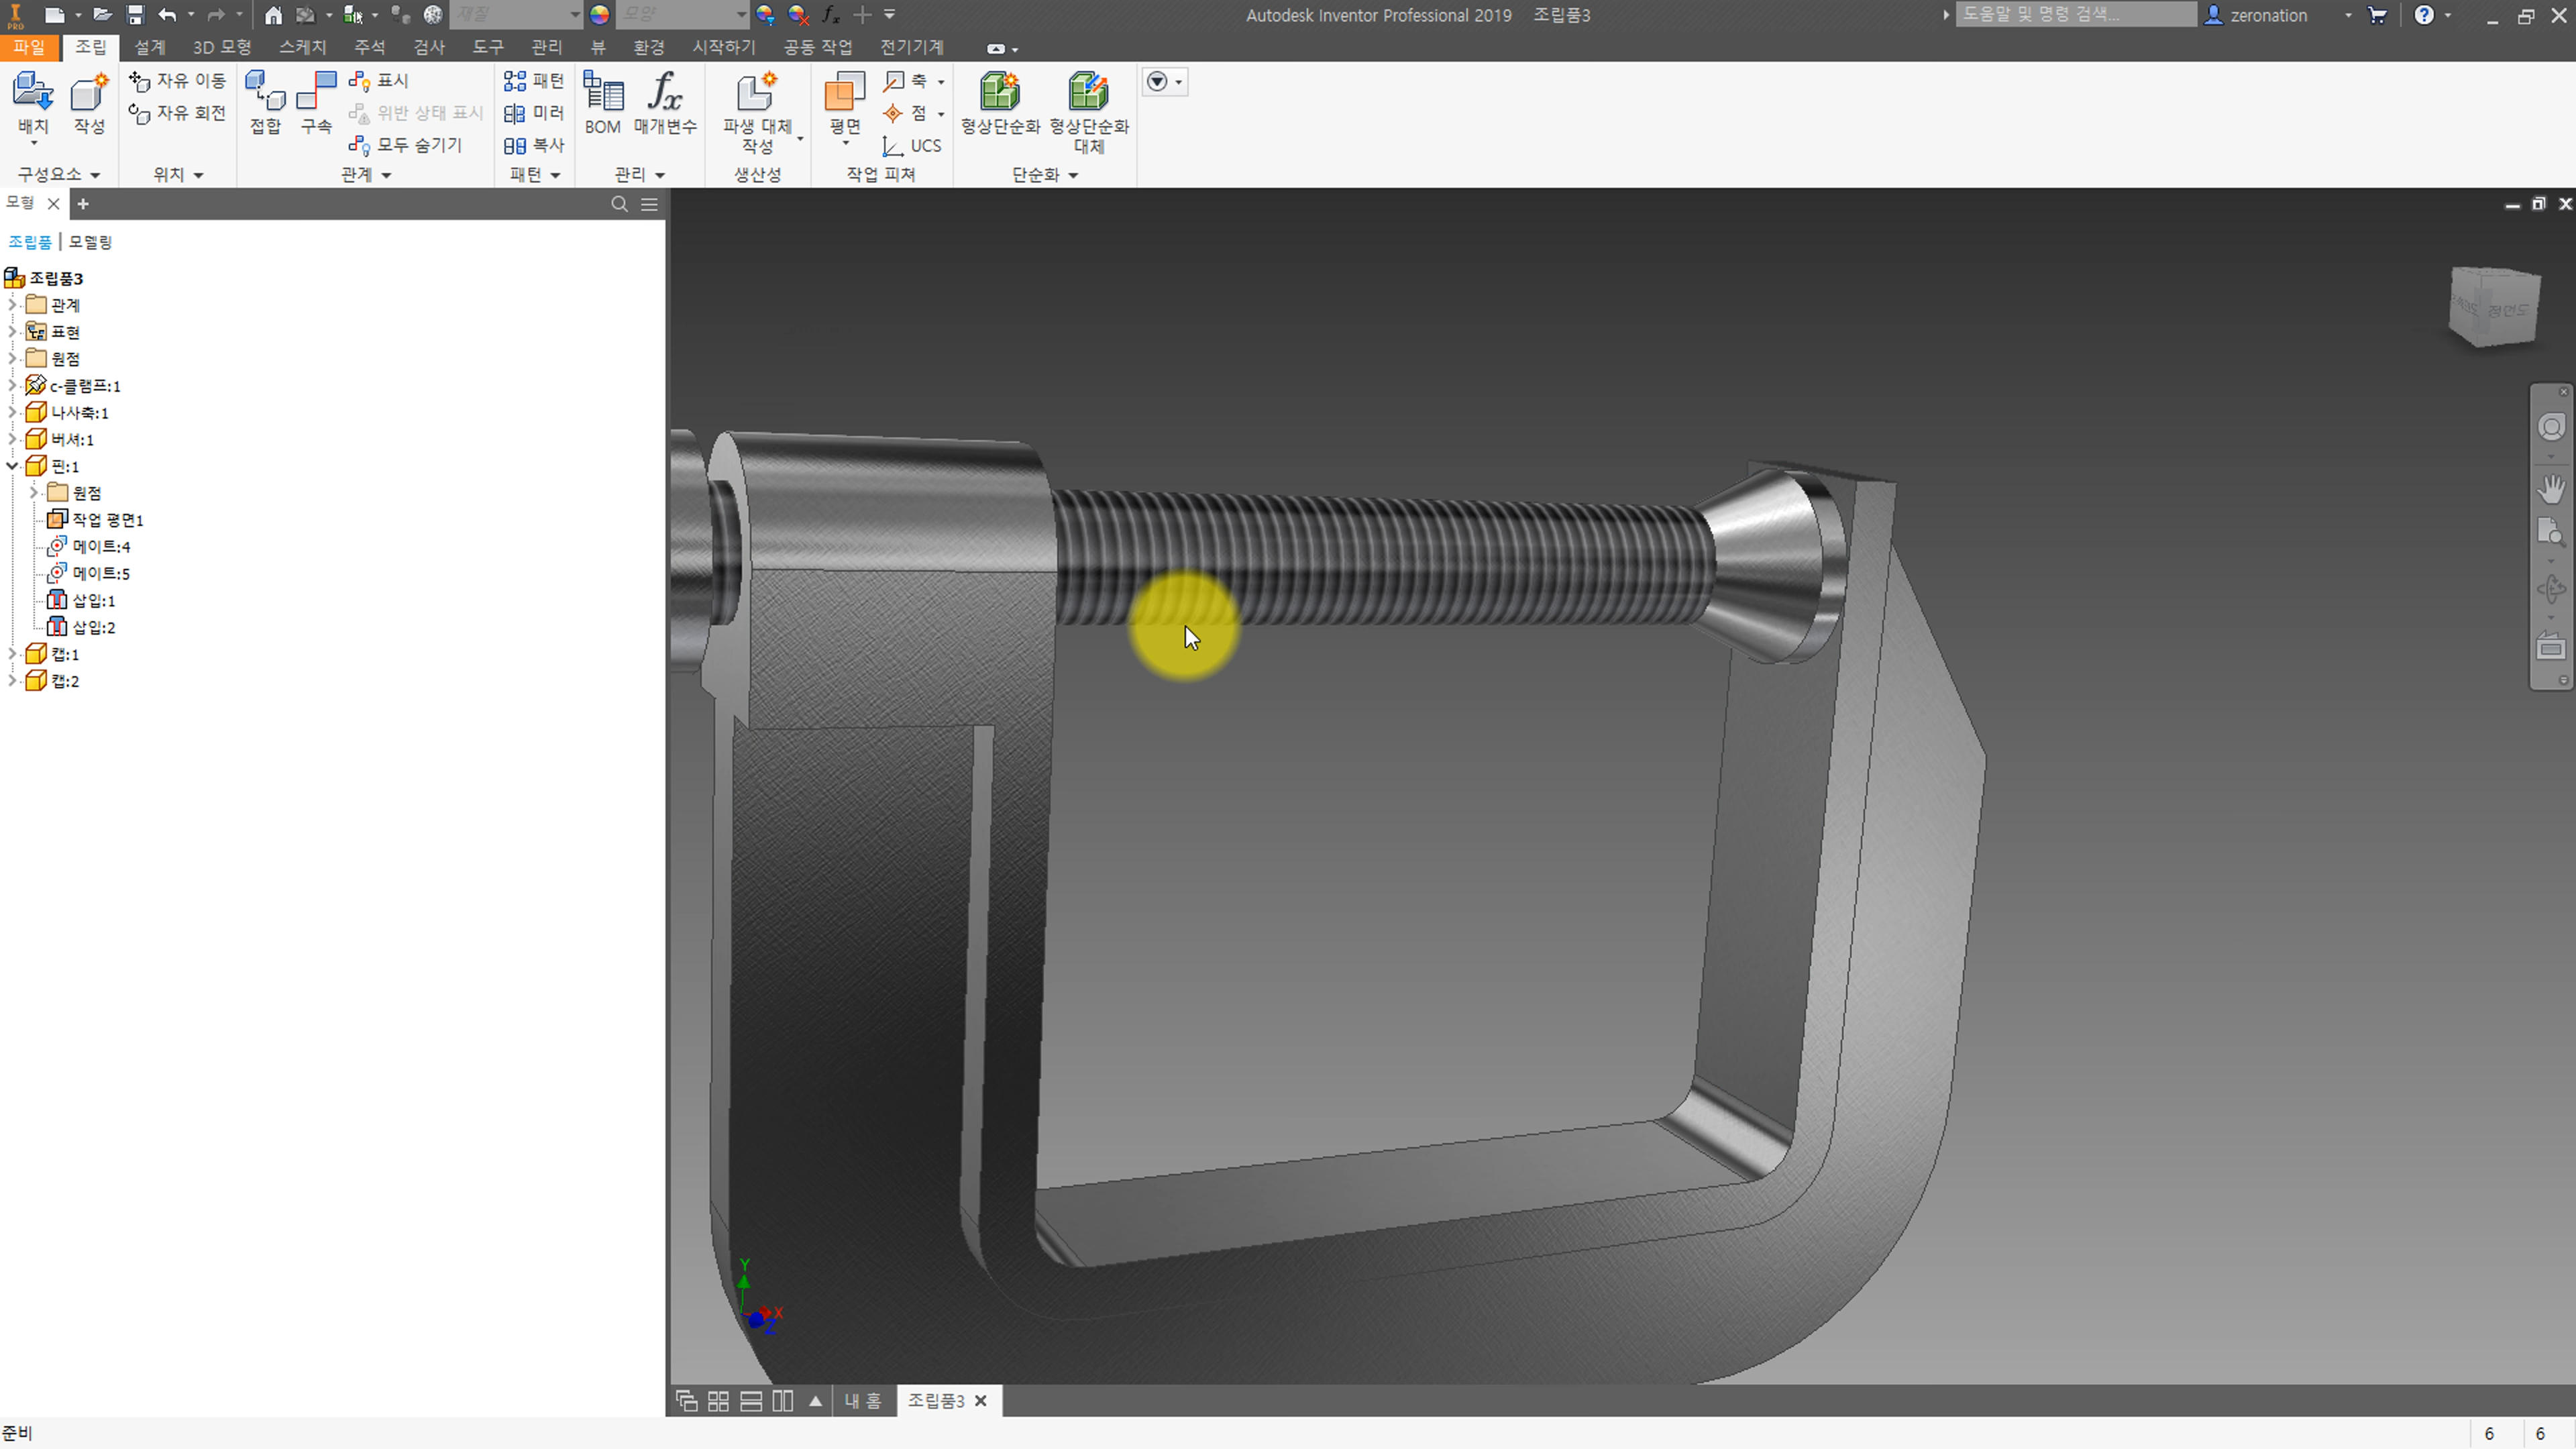 PRO 재질 모양 fx Autodesk Inventor Professional 2019 조립품3 도움말 및 명령 검색... zeronation
파일 조립 설계 3D 모형 스케치 주석 검사 도구 관리 뷰 환경 시작하기 공동 작업 전기기계
배치 작성 자유 이동 자유 회전 접합 구속 표시 위반 상태 표시 모두 숨기기 패턴 미러 복사 BOM fx 매개변수 파생 대체 작성 평면 축 점 UCS 형상단순화 형상단순화 대체
구성요소 위치 관계 패턴 관리 생산성 작업 피쳐 단순화
모형
조립품 | 모델링
조립품3
관계
표현
원점
c-클램프:1
나사축:1
버셔:1
핀:1
원점
작업 평면1
메이트:4
메이트:5
삽입:1
삽입:2
캡:1
캡:2
정면도
Y
X
Z
내 홈 조립품3
준비 6 6